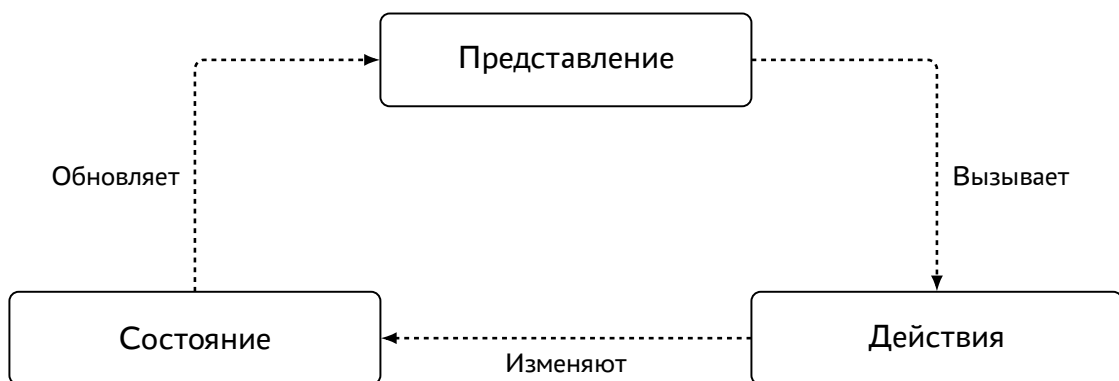 Представление
Обновляет
Вызывает
Состояние
Действия
Изменяют